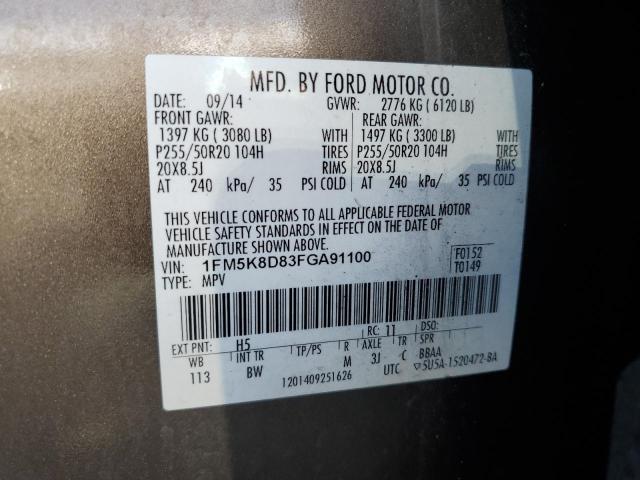 MFD. BY FORD MOTOR CO.
DATE: 09/14 GVWR: 2776 KG ( 6120 LB)
FRONT GAWR: REAR GAWR:
1397 KG ( 3080 LB) WITH 1497 KG ( 3300 LB) WITH
P255/50R20 104H TIRES P255/50R20 104H TIRES
20X8.5J RIMS 20X8.5J RIMS
AT 240 kPa/ 35 PSI COLD AT 240 kPa/ 35 PSI COLD
THIS VEHICLE CONFORMS TO ALL APPLICABLE FEDERAL MOTOR
VEHICLE SAFETY STANDARDS IN EFFECT ON THE DATE OF
MANUFACTURE SHOWN ABOVE.
VIN: 1FM5K8D83FGA91100 F0152
TYPE: MPV T0149
EXT PNT: H5 RC: 11 DSO:
WB INT TR TP/PS R AXLE TR SPR
113 BW M 3J C BBAA
1201409251626 UTC ▽5U5A-1520472-BA